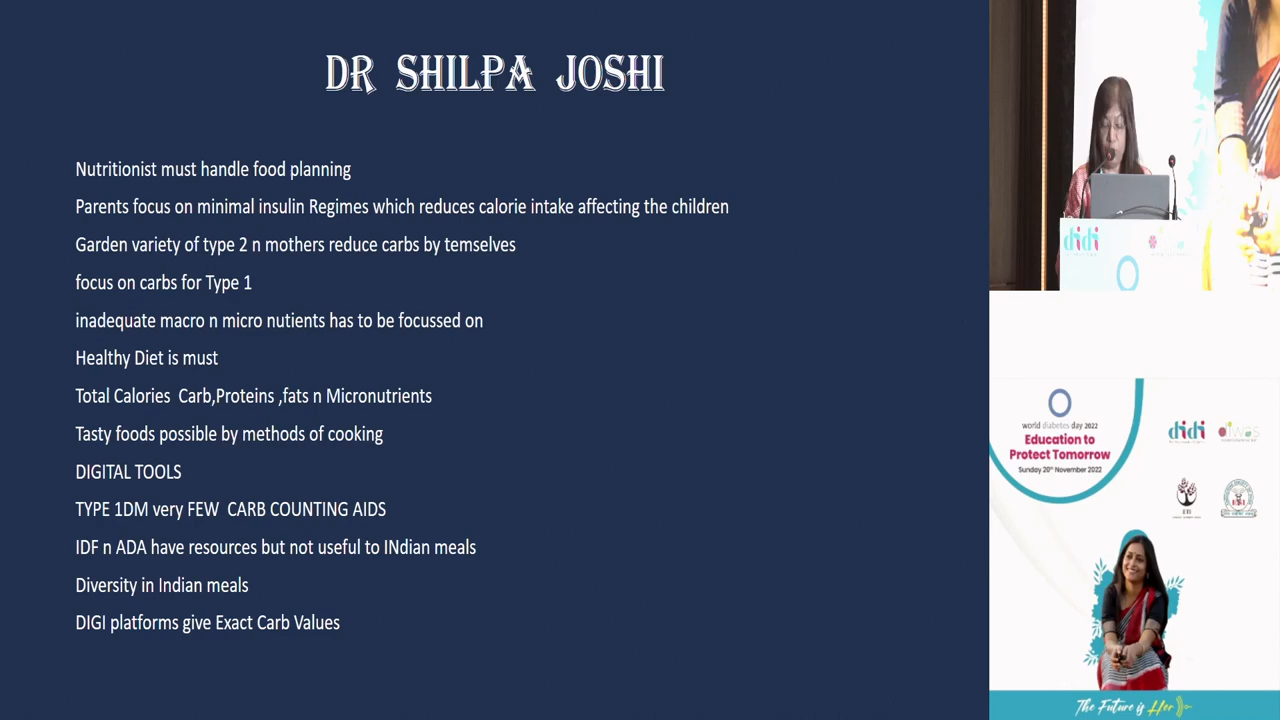 DR SHILPA JOSHI
Nutritionist must handle food planning
Parents focus on minimal insulin Regimes which reduces calorie intake affecting the children
Garden variety of type 2 n mothers reduce carbs by temselves
focus on carbs for Type 1
inadequate macro n micro nutients has to be focussed on
Healthy Diet is must
Total Calories Carb,Proteins ,fats n Micronutrients
Tasty foods possible by methods of cooking
DIGITAL TOOLS
TYPE 1DM very FEW CARB COUNTING AIDS
IDF n ADA have resources but not useful to INdian meals
Diversity in Indian meals
DIGI platforms give Exact Carb Values
didi
world diabetes day 2022
Education to
Protect Tomorrow
Sunday 20th November 2022
didi
The Future is Her